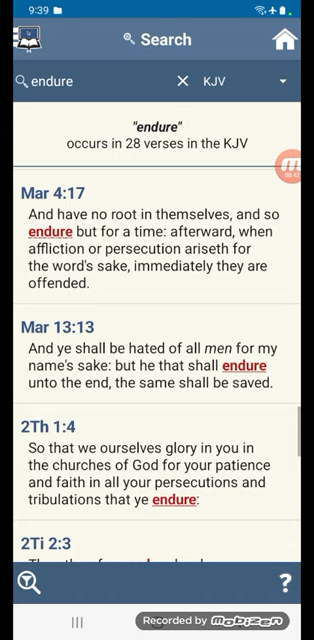 9:39
Search
endure
KJV
"endure"
occurs in 28 verses in the KJV
Mar 4:17
And have no root in themselves, and so
endure but for a time: afterward, when
affliction or persecution ariseth for
the word's sake, immediately they are
offended.
Mar 13:13
And ye shall be hated of all men for my
name's sake: but he that shall endure
unto the end, the same shall be saved.
2Th 1:4
So that we ourselves glory in you in
the churches of God for your patience
and faith in all your persecutions and
tribulations that ye endure:
2Ti 2:3
?
Recorded by mobizen